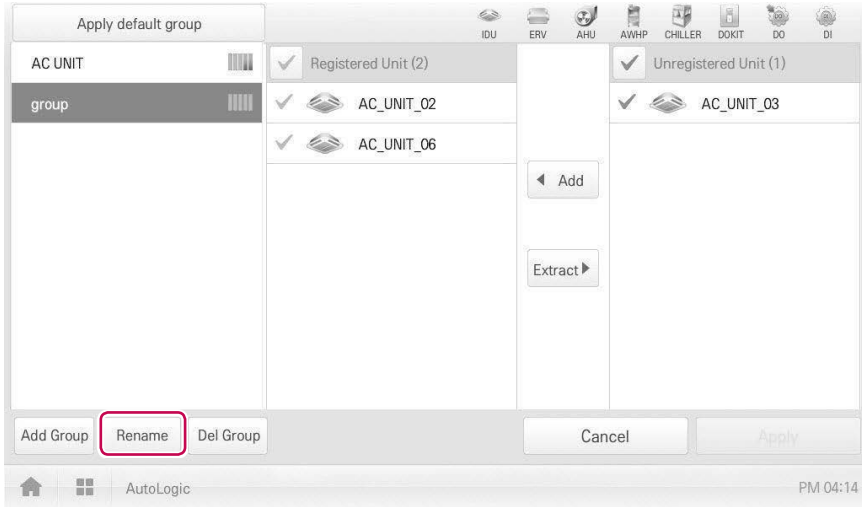 Apply default group
IDU ERV AHU AWHP CHILLER DOKIT DO DI
AC UNIT
group
Registered Unit (2)
AC_UNIT_02
AC_UNIT_06
Add
Extract
Unregistered Unit (1)
AC_UNIT_03
Add Group Rename Del Group Cancel Apply
AutoLogic PM 04:14